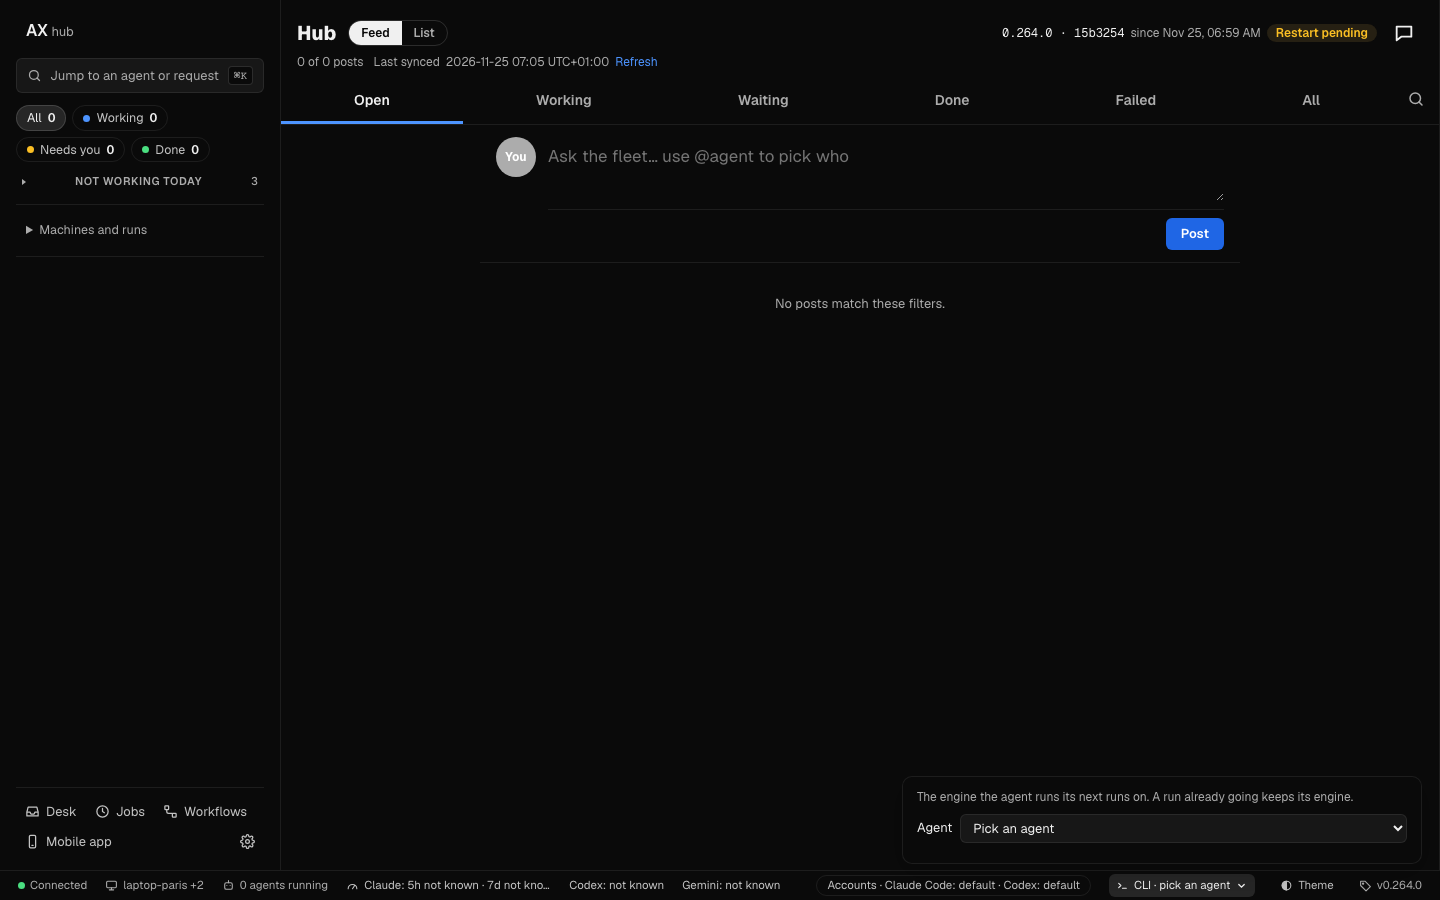 AX hub
Jump to an agent or request ⌘K
All 0
Working 0
Needs you 0
Done 0
NOT WORKING TODAY 3
Machines and runs
Desk
Jobs
Workflows
Mobile app
Hub
Feed
List
0.264.0 · 15b3254 since Nov 25, 06:59 AM Restart pending
0 of 0 posts Last synced 2026-11-25 07:05 UTC+01:00 Refresh
Open
Working
Waiting
Done
Failed
All
You
Ask the fleet... use @agent to pick who
Post
No posts match these filters.
The engine the agent runs its next runs on. A run already going keeps its engine.
Agent
Pick an agent
Connected
laptop-paris +2
0 agents running
Claude: 5h not known · 7d not kno...
Codex: not known
Gemini: not known
Accounts · Claude Code: default · Codex: default
CLI · pick an agent
Theme
v0.264.0